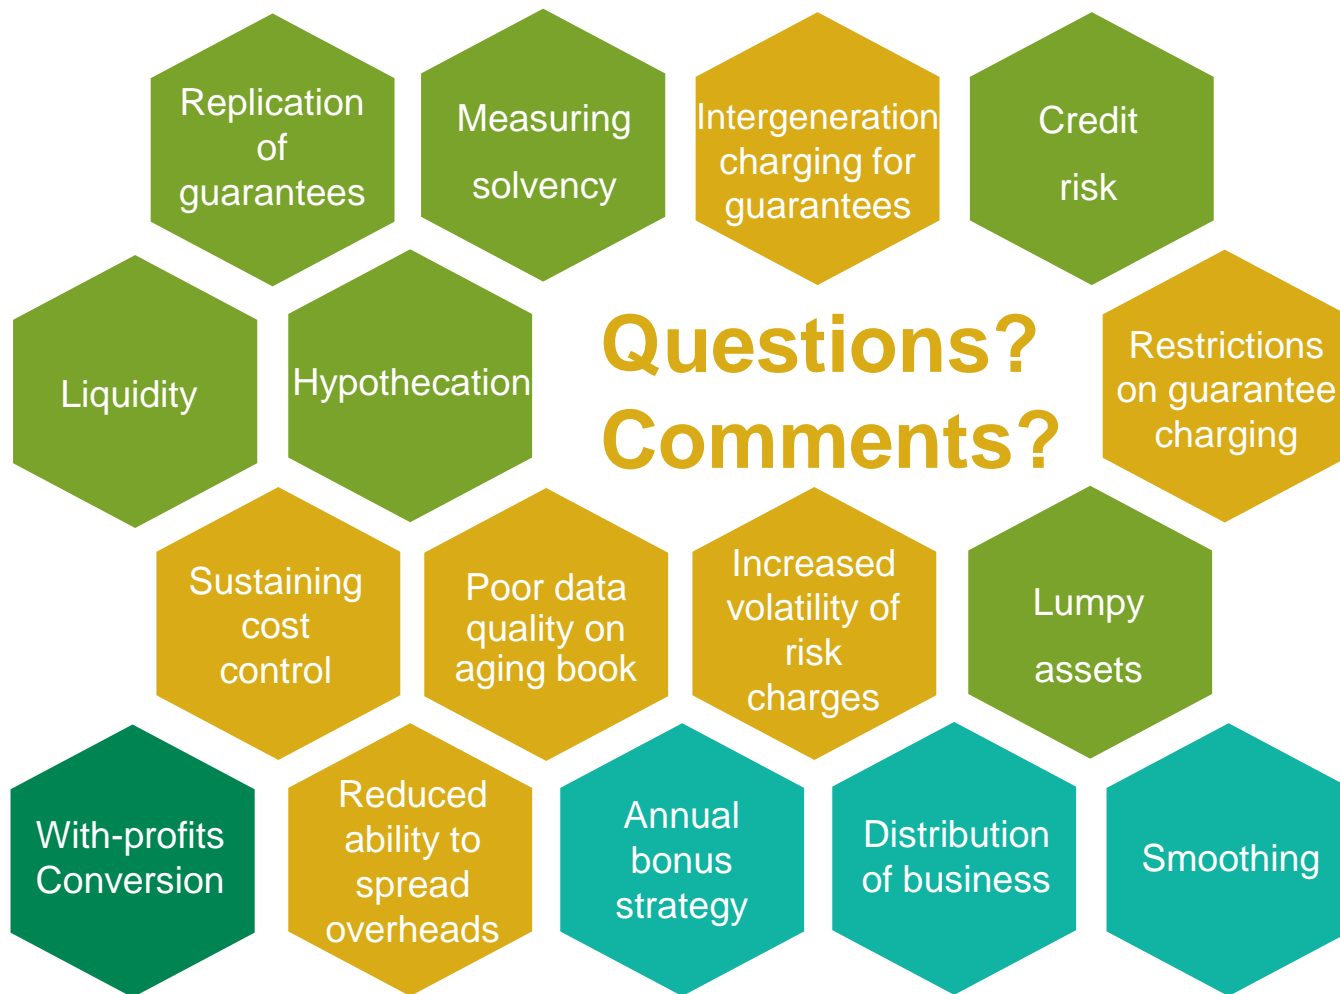 Replication
of
guarantees
Measuring
solvency
Intergeneration
charging for
guarantees
Credit
risk
Liquidity
Hypothecation
Questions?
Comments?
Restrictions
on guarantee
charging
Sustaining
cost
control
Poor data
quality on
aging book
Increased
volatility of
risk
charges
Lumpy
assets
With-profits
Conversion
Reduced
ability to
spread
overheads
Annual
bonus
strategy
Distribution
of business
Smoothing